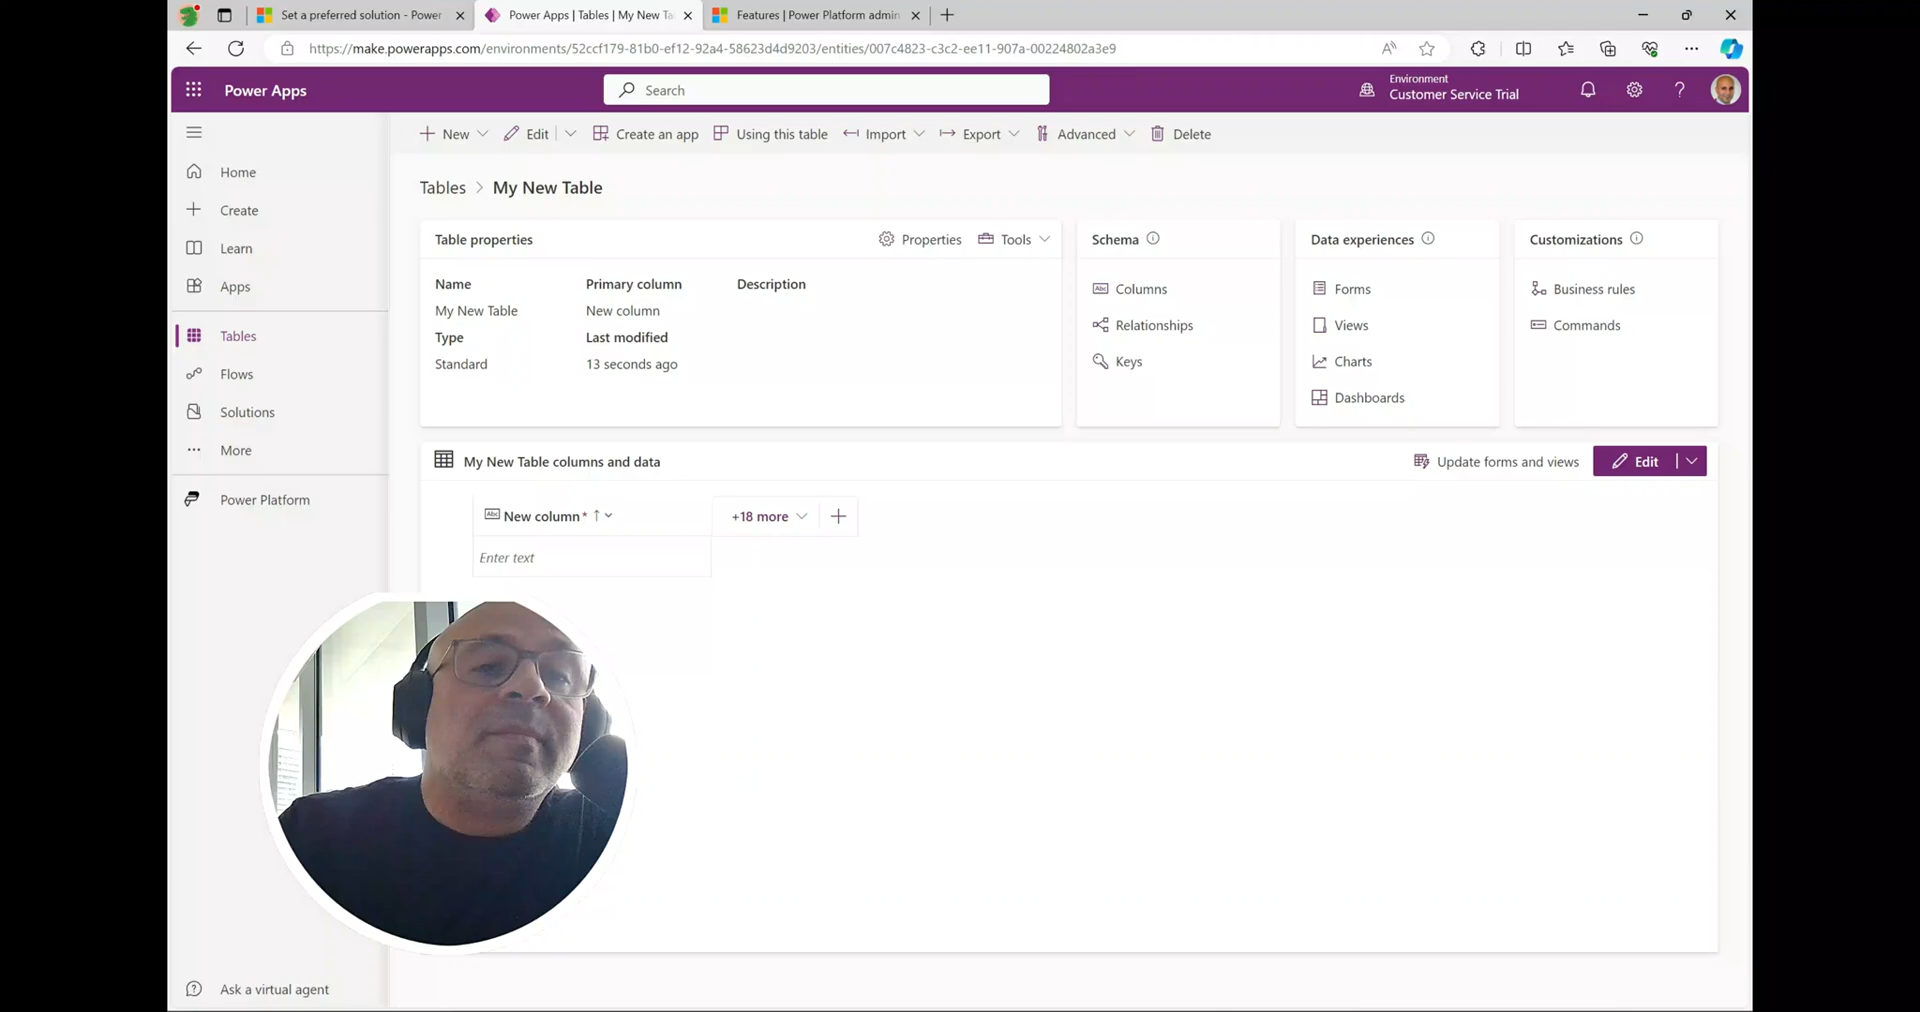 Set a preferred solution - Power
Power Apps | Tables | My New Ta
Features | Power Platform admin
https://make.powerapps.com/environments/52ccf179-81b0-ef12-92a4-58623d4d9203/entities/007c4823-c3c2-ee11-907a-00224802a3e9
Power Apps
Search
Environment
Customer Service Trial
New
Edit
Create an app
Using this table
Import
Export
Advanced
Delete
Home
Create
Learn
Apps
Tables
Flows
Solutions
More
Power Platform
Ask a virtual agent
Tables > My New Table
Table properties
Properties
Tools
Name
Primary column
Description
My New Table
New column
Type
Last modified
Standard
13 seconds ago
Schema
Columns
Relationships
Keys
Data experiences
Forms
Views
Charts
Dashboards
Customizations
Business rules
Commands
My New Table columns and data
Update forms and views
Edit
Abc New column *
+18 more
Enter text